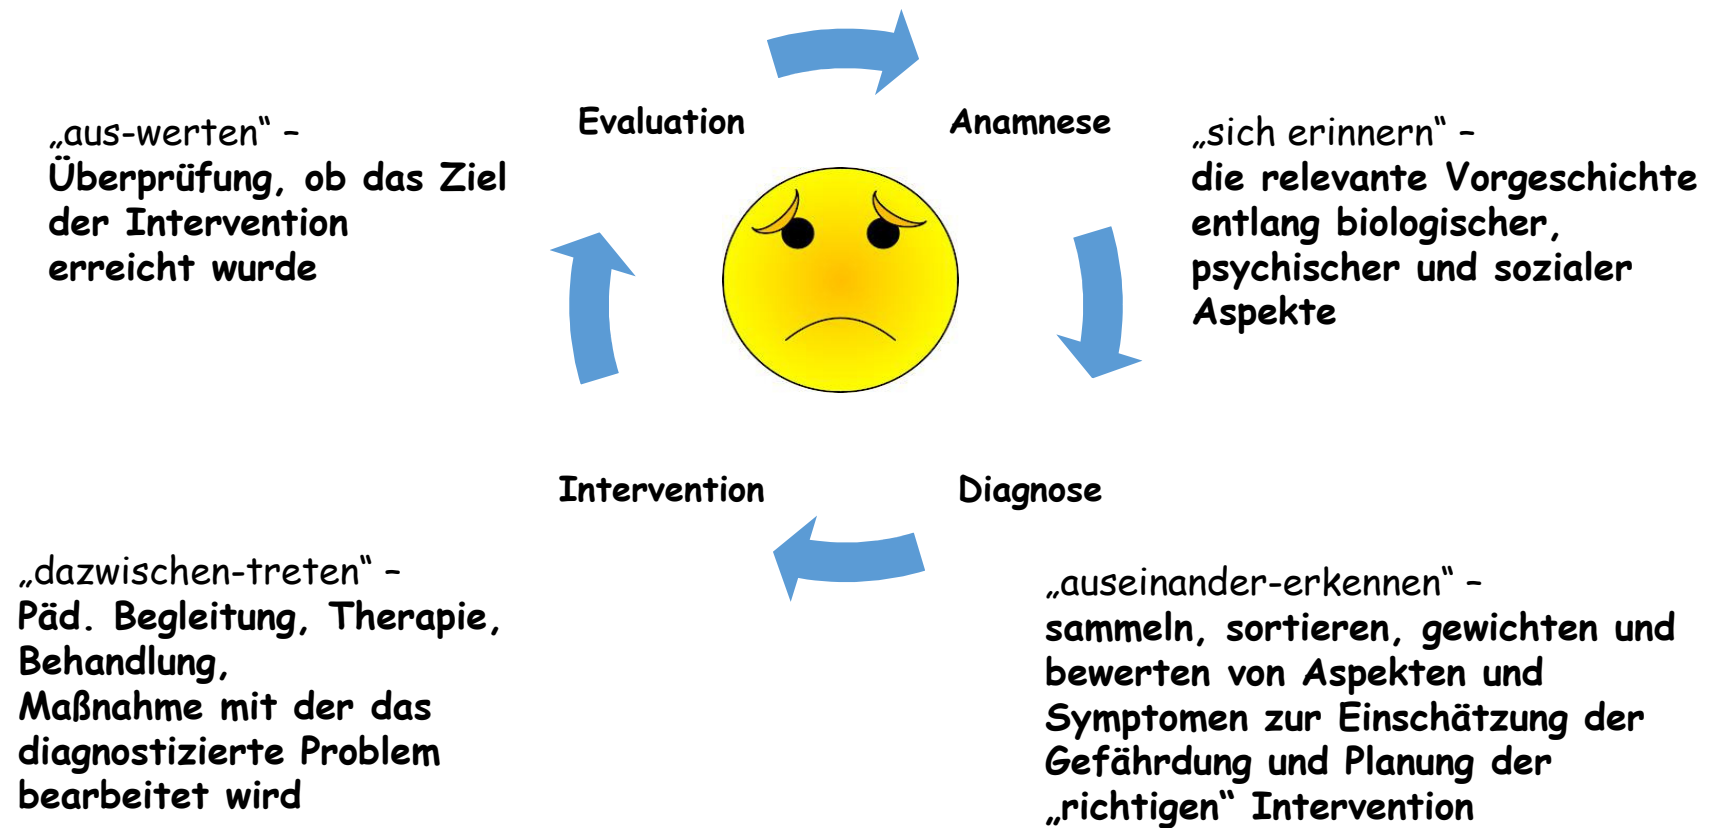 Evaluation
Anamnese
„aus-werten“ –
Überprüfung, ob das Ziel
der Intervention
erreicht wurde
„sich erinnern“ –
die relevante Vorgeschichte
entlang biologischer,
psychischer und sozialer
Aspekte
Intervention
Diagnose
„dazwischen-treten“ –
Päd. Begleitung, Therapie,
Behandlung,
Maßnahme mit der das
diagnostizierte Problem
bearbeitet wird
„auseinander-erkennen“ –
sammeln, sortieren, gewichten und
bewerten von Aspekten und
Symptomen zur Einschätzung der
Gefährdung und Planung der
„richtigen“ Intervention